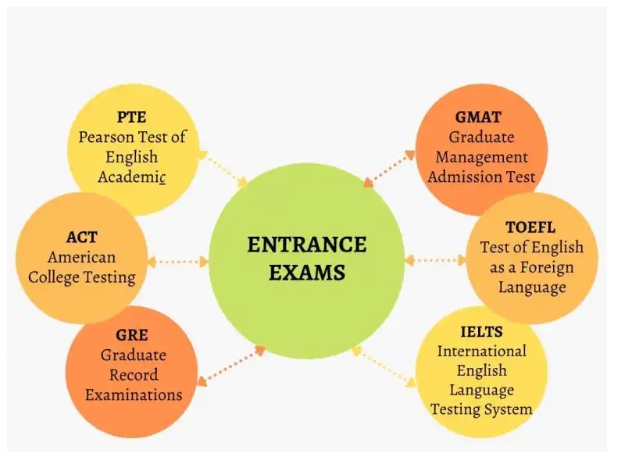 PTE
Pearson Test of
English
Academic
ACT
American
College Testing
GRE
Graduate
Record
Examinations
ENTRANCE
EXAMS
GMAT
Graduate
Management
Admission Test
TOEFL
Test of English
as a Foreign
Language
IELTS
International
English
Language
Testing System